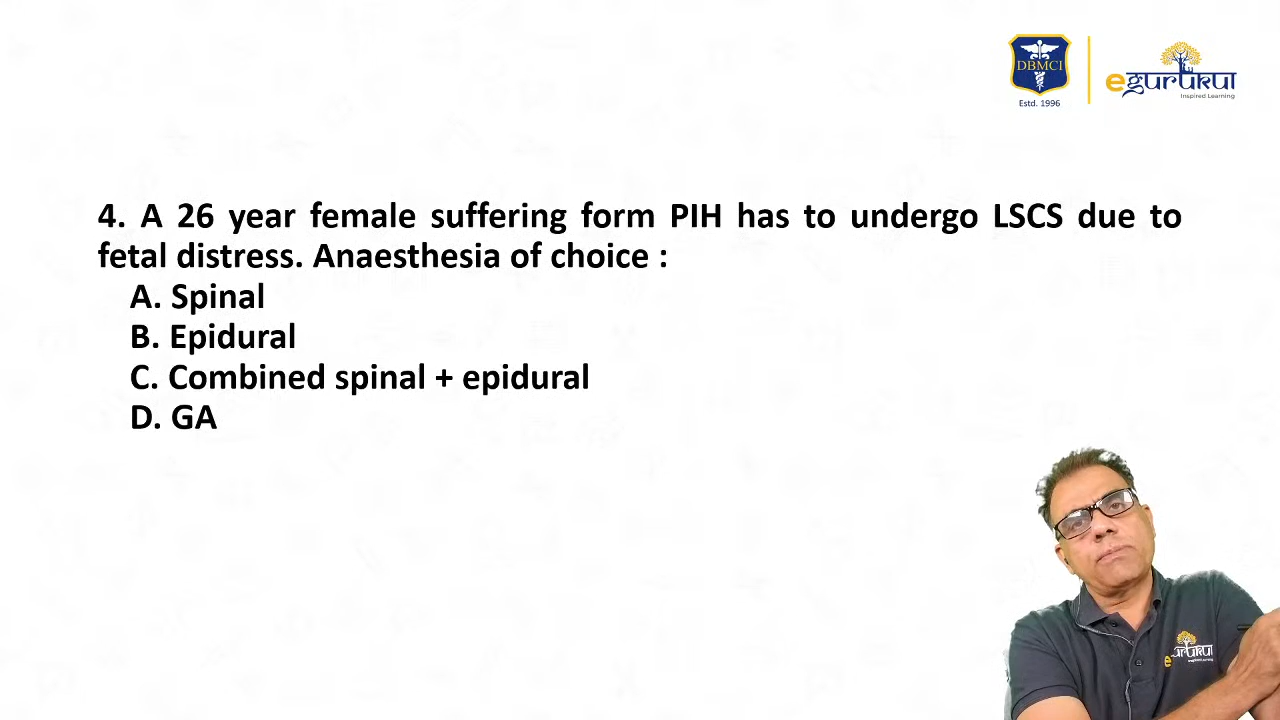 DBMCI
Estd. 1996
egurukul
Inspired Learning
4. A 26 year female suffering form PIH has to undergo LSCS due to
fetal distress. Anaesthesia of choice :
A. Spinal
B. Epidural
C. Combined spinal + epidural
D. GA
egurukul